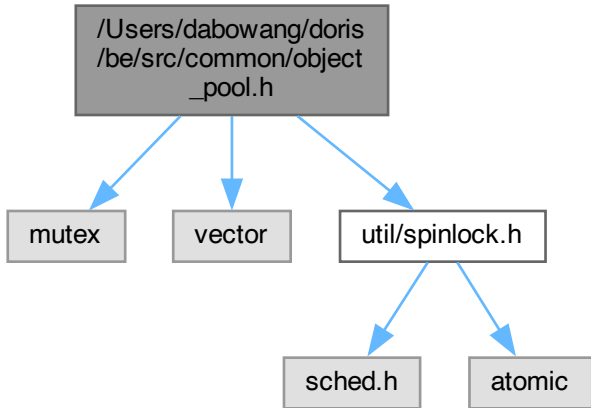 /Users/dabowang/doris
/be/src/common/object
_pool.h
mutex
vector
util/spinlock.h
sched.h
atomic